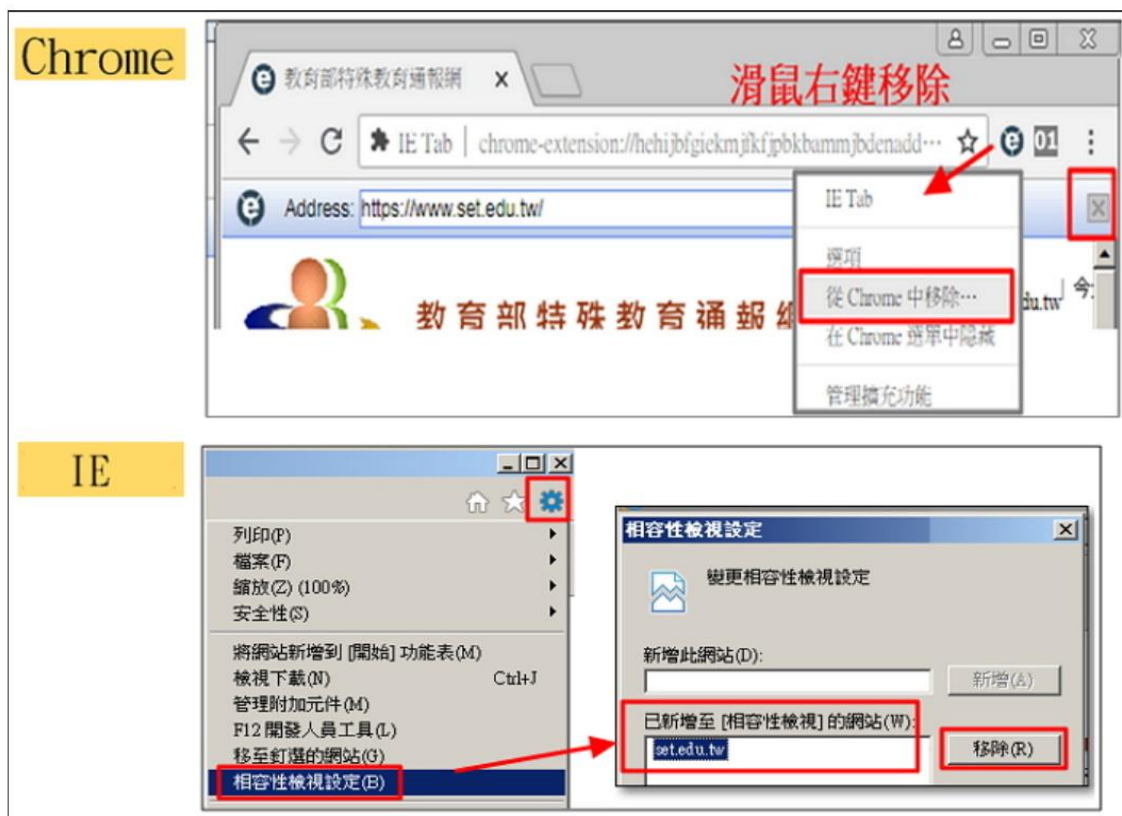 Chrome
教育部特殊教育通報網
滑鼠右鍵移除
IE Tab | chrome-extension://hehijbfgiekmjfkfjpbkbammjbdenadd…
01
Address: https://www.set.edu.tw/
IE Tab
選項
從 Chrome 中移除…
在 Chrome 選單中隱藏
管理擴充功能
教育部特殊教育通報網
du.tw
今
IE
列印(P)
檔案(F)
縮放(Z) (100%)
安全性(S)
將網站新增到 [開始] 功能表(M)
檢視下載(N) Ctrl+J
管理附加元件(M)
F12 開發人員工具(L)
移至釘選的網站(G)
相容性檢視設定(B)
相容性檢視設定
變更相容性檢視設定
新增此網站(D):
新增(A)
已新增至 [相容性檢視] 的網站(W):
set.edu.tw
移除(R)